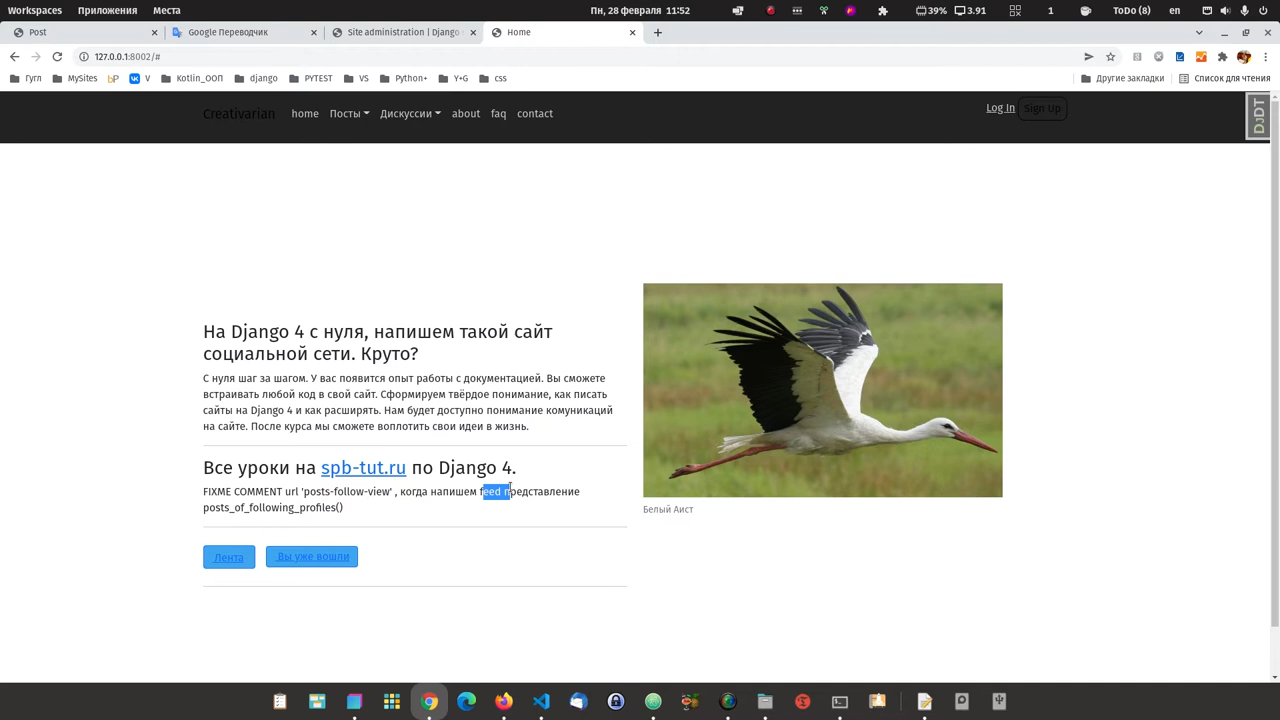 Workspaces Приложения Места Пн, 28 февраля 11:52 39% 3.91 1 ToDo (8) en
Post Google Переводчик Site administration | Django Home
127.0.0.1:8002/#
Гугл MySites V Kotlin_ООП django PYTEST VS Python+ Y+G css Другие закладки Список для чтения
Creativarian home Посты Дискуссии about faq contact Log In Sign Up
DJDT
На Django 4 с нуля, напишем такой сайт
социальной сети. Круто?
С нуля шаг за шагом. У вас появится опыт работы с документацией. Вы сможете
встраивать любой код в свой сайт. Сформируем твёрдое понимание, как писать
сайты на Django 4 и как расширять. Нам будет доступно понимание комуникаций
на сайте. После курса мы сможете воплотить свои идеи в жизнь.
Все уроки на spb-tut.ru по Django 4.
FIXME COMMENT url 'posts-follow-view' , когда напишем feed представление
posts_of_following_profiles()
Лента Вы уже вошли
Белый Аист